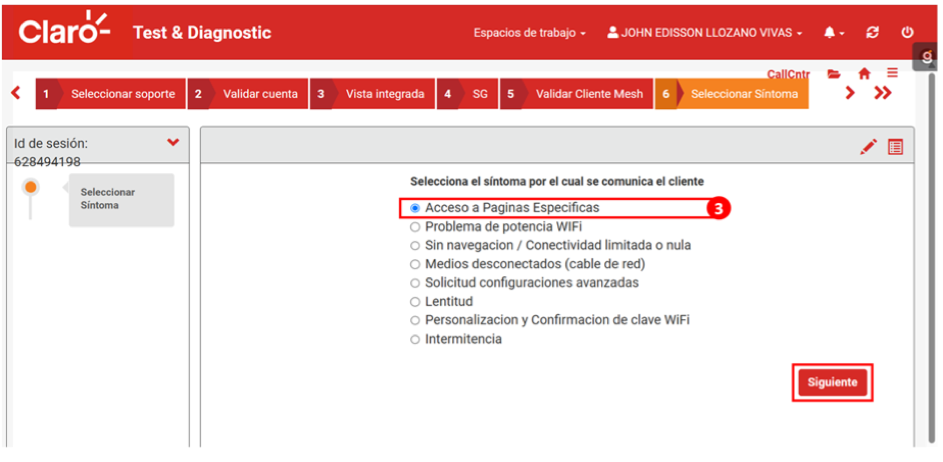 Claro
Test & Diagnostic
Espacios de trabajo
JOHN EDISSON LLOZANO VIVAS
CallCntr
1 Seleccionar soporte
2 Validar cuenta
3 Vista integrada
4 SG
5 Validar Cliente Mesh
6 Seleccionar Síntoma
Id de sesión:
628494198
Seleccionar
Síntoma
Selecciona el síntoma por el cual se comunica el cliente
Acceso a Paginas Especificas
3
Problema de potencia WIFi
Sin navegacion / Conectividad limitada o nula
Medios desconectados (cable de red)
Solicitud configuraciones avanzadas
Lentitud
Personalizacion y Confirmacion de clave WiFi
Intermitencia
Siguiente